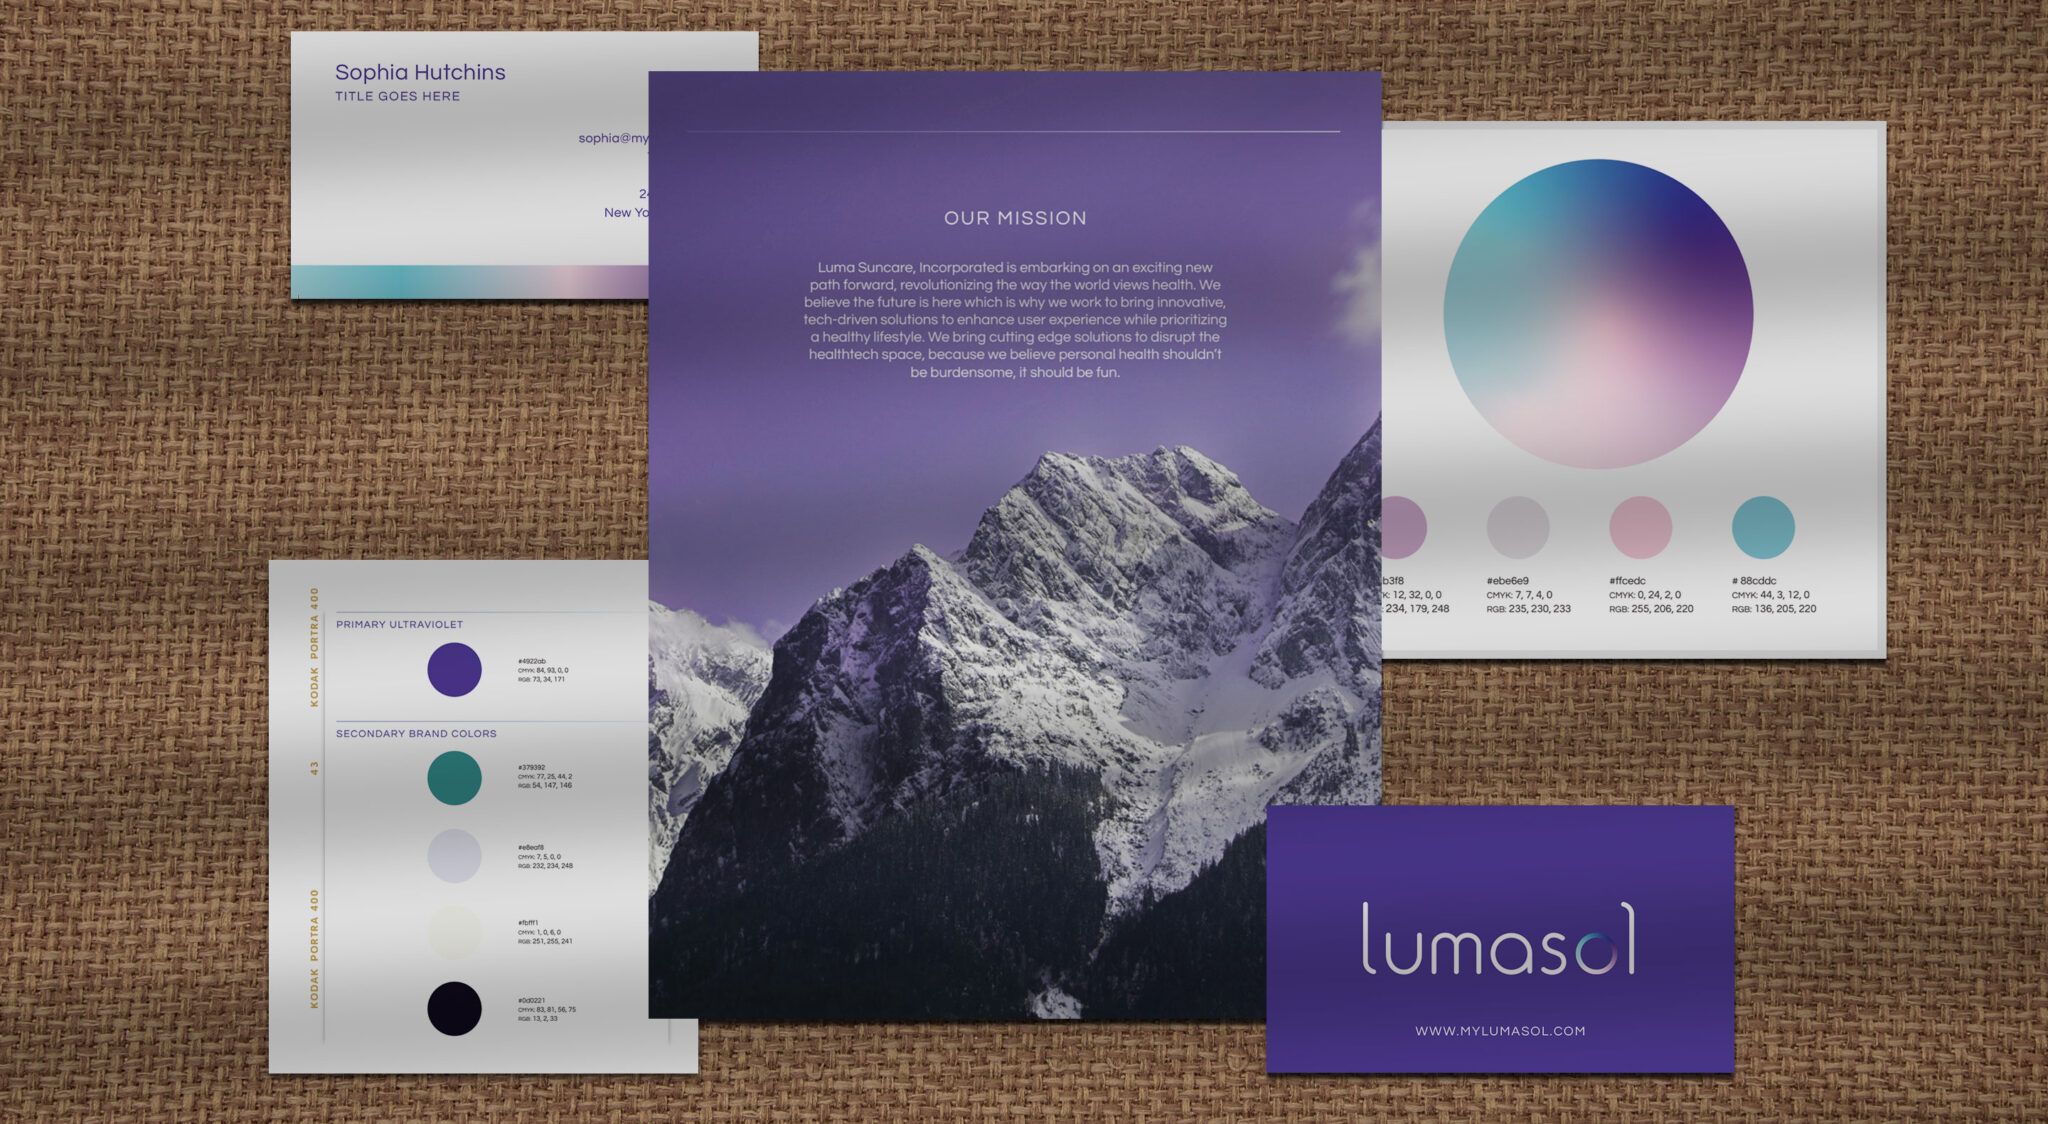 Sophia Hutchins
TITLE GOES HERE
sophia@my
New Yo
OUR MISSION
Luma Suncare, Incorporated is embarking on an exciting new
path forward, revolutionizing the way the world views health. We
believe the future is here which is why we work to bring innovative,
tech-driven solutions to enhance user experience while prioritizing
a healthy lifestyle. We bring cutting edge solutions to disrupt the
healthtech space, because we believe personal health shouldn't
be burdensome, it should be fun.
b3f8
K: 12, 32, 0, 0
234, 179, 248
#ebe6e9
CMYK: 7, 7, 4, 0
RGB: 235, 230, 233
#ffcedc
CMYK: 0, 24, 2, 0
RGB: 255, 206, 220
# 88cddc
CMYK: 44, 3, 12, 0
RGB: 136, 205, 220
KODAK PORTRA 400
43
KODAK PORTRA 400
PRIMARY ULTRAVIOLET
#4922ab
CMYK: 84, 93, 0, 0
RGB: 73, 34, 171
SECONDARY BRAND COLORS
#379392
CMYK: 77, 25, 44, 2
RGB: 54, 147, 146
#e8eaf8
CMYK: 7, 5, 0, 0
RGB: 232, 234, 248
#fbfff1
CMYK: 1, 0, 6, 0
RGB: 251, 255, 241
#0d0221
CMYK: 83, 81, 56, 75
RGB: 13, 2, 33
lumasol
WWW.MYLUMASOL.COM